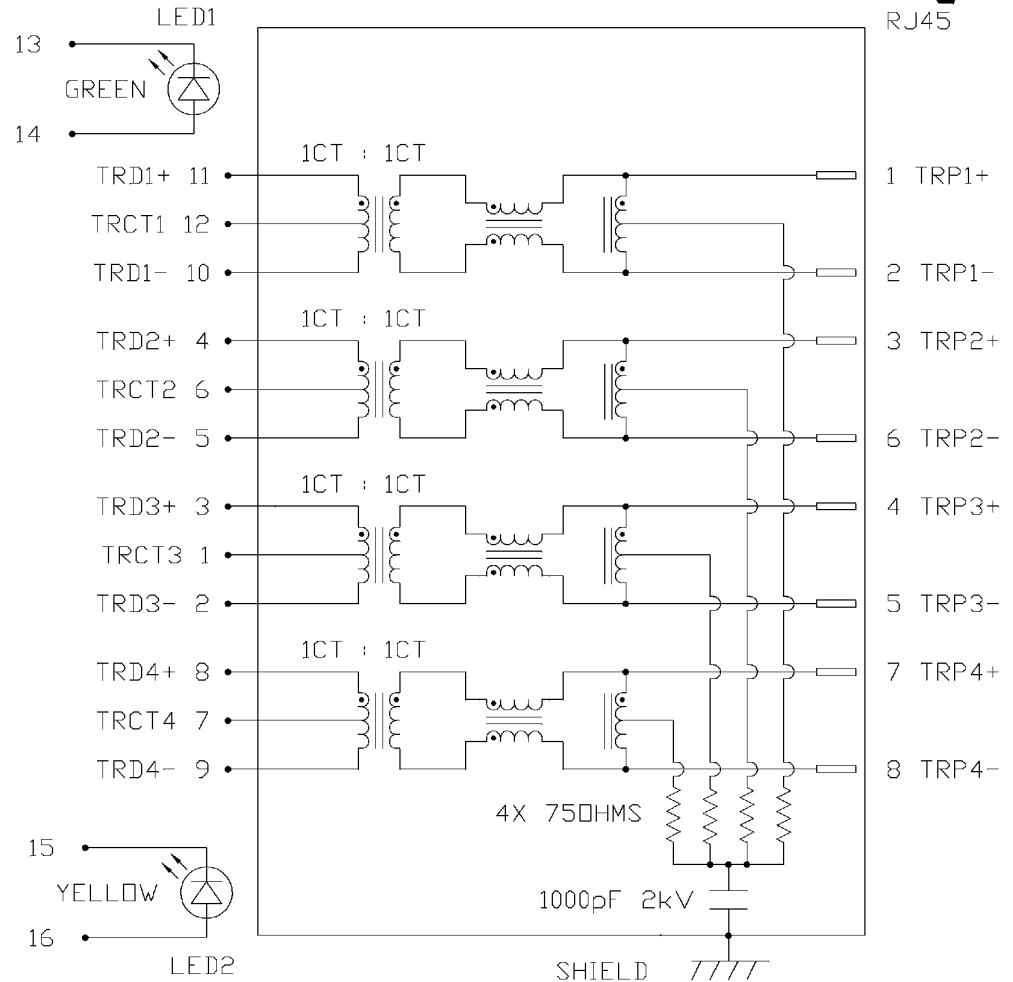 LED1
RJ45
13
GREEN
14
1CT : 1CT
TRD1+ 11
1 TRP1+
TRCT1 12
TRD1- 10
2 TRP1-
1CT : 1CT
TRD2+ 4
3 TRP2+
TRCT2 6
TRD2- 5
6 TRP2-
1CT : 1CT
TRD3+ 3
4 TRP3+
TRCT3 1
TRD3- 2
5 TRP3-
1CT : 1CT
TRD4+ 8
7 TRP4+
TRCT4 7
TRD4- 9
8 TRP4-
4X 75OHMS
15
YELLOW
1000pF 2kV
16
LED2
SHIELD